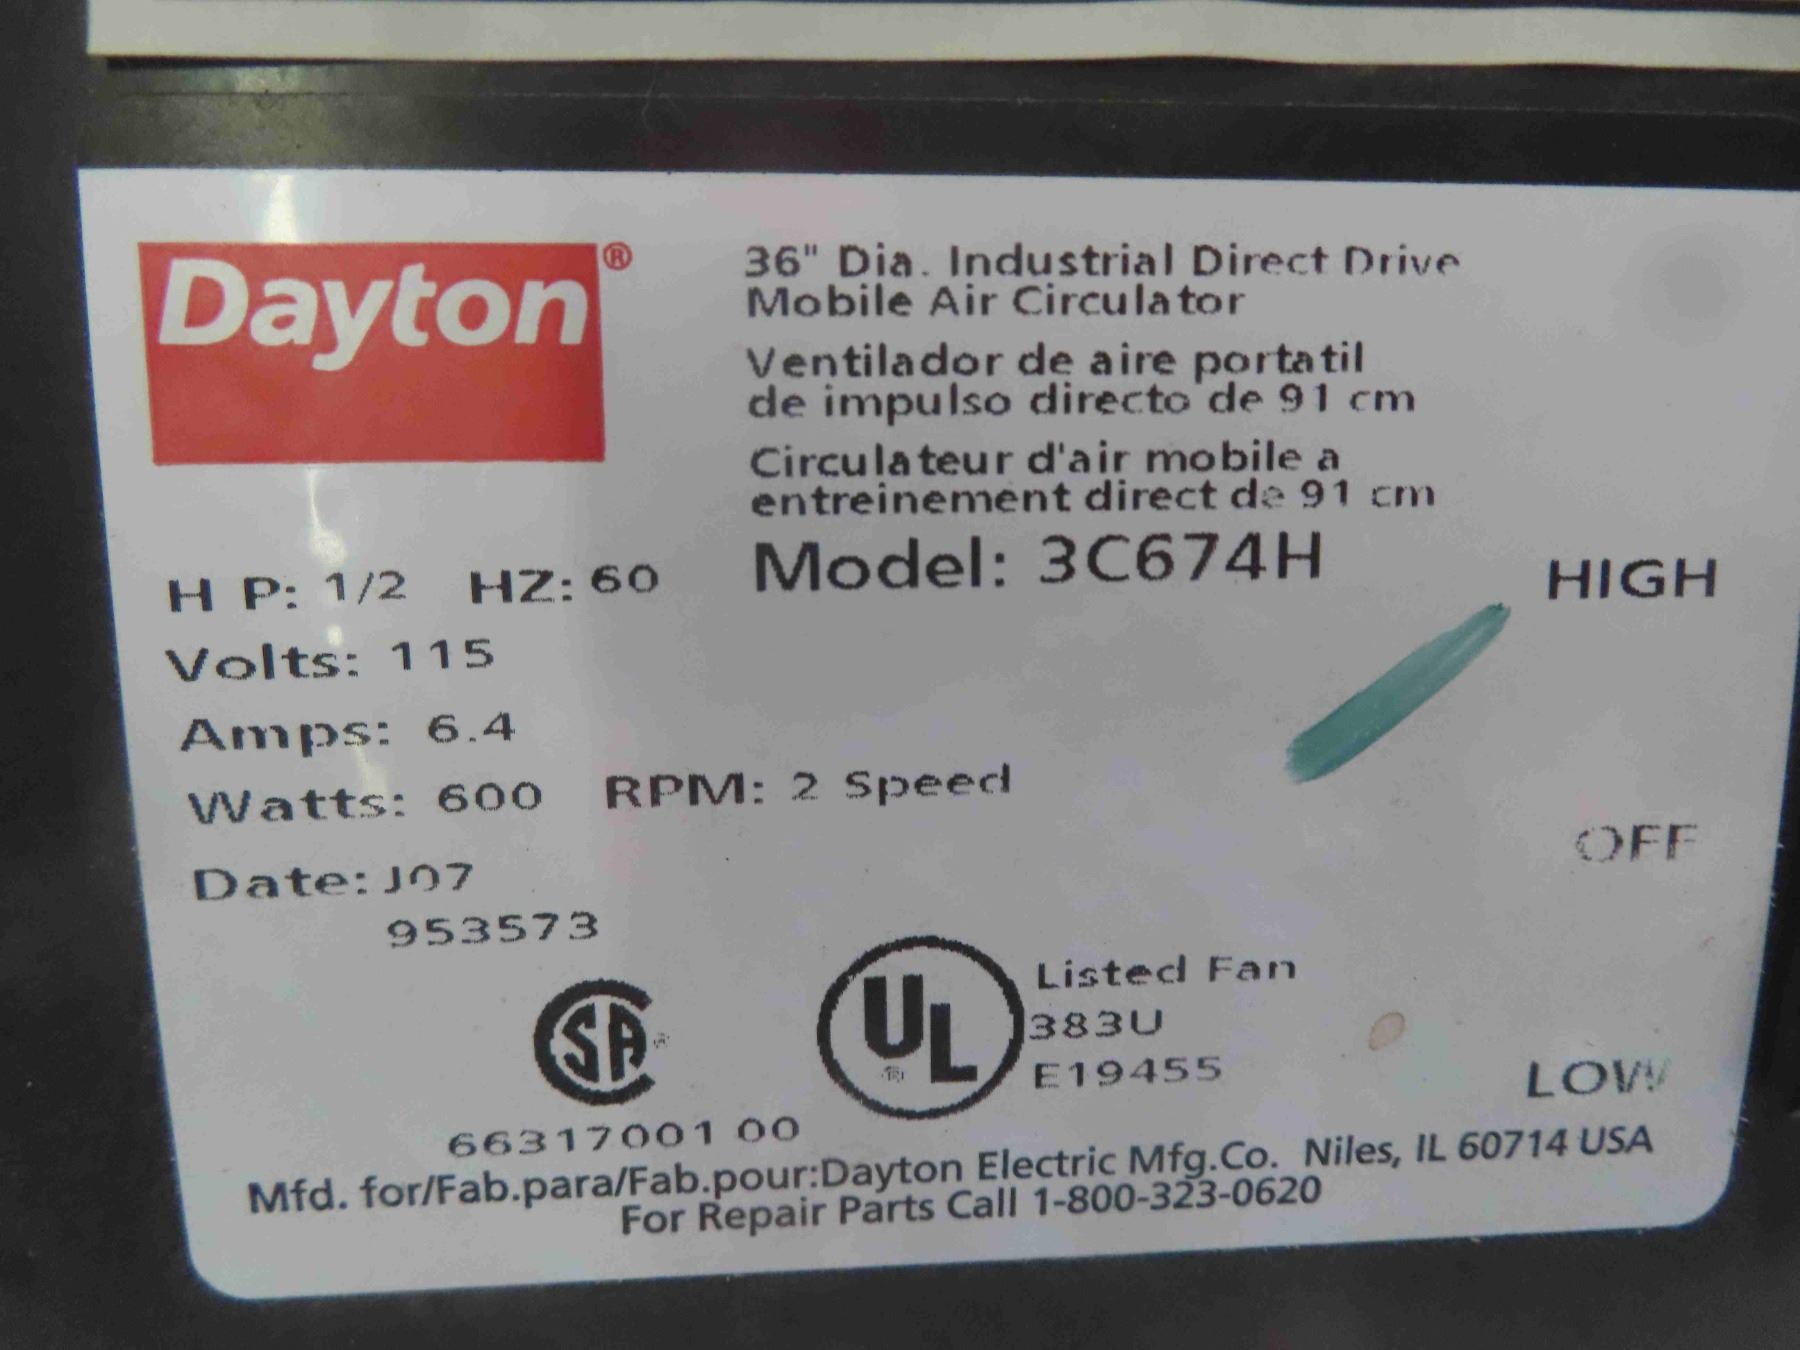 Dayton®
36" Dia. Industrial Direct Drive
Mobile Air Circulator
Ventilador de aire portatil
de impulso directo de 91 cm
Circulateur d'air mobile a
entreinement direct de 91 cm
Model: 3C674H
HIGH
H P: 1/2 HZ: 60
Volts: 115
Amps: 6.4
Watts: 600 RPM: 2 Speed
OFF
Date: J07
953573
SA®
UL®
Listed Fan
383U
E19455
LOW
66317001 00
Mfd. for/Fab.para/Fab.pour:Dayton Electric Mfg.Co. Niles, IL 60714 USA
For Repair Parts Call 1-800-323-0620